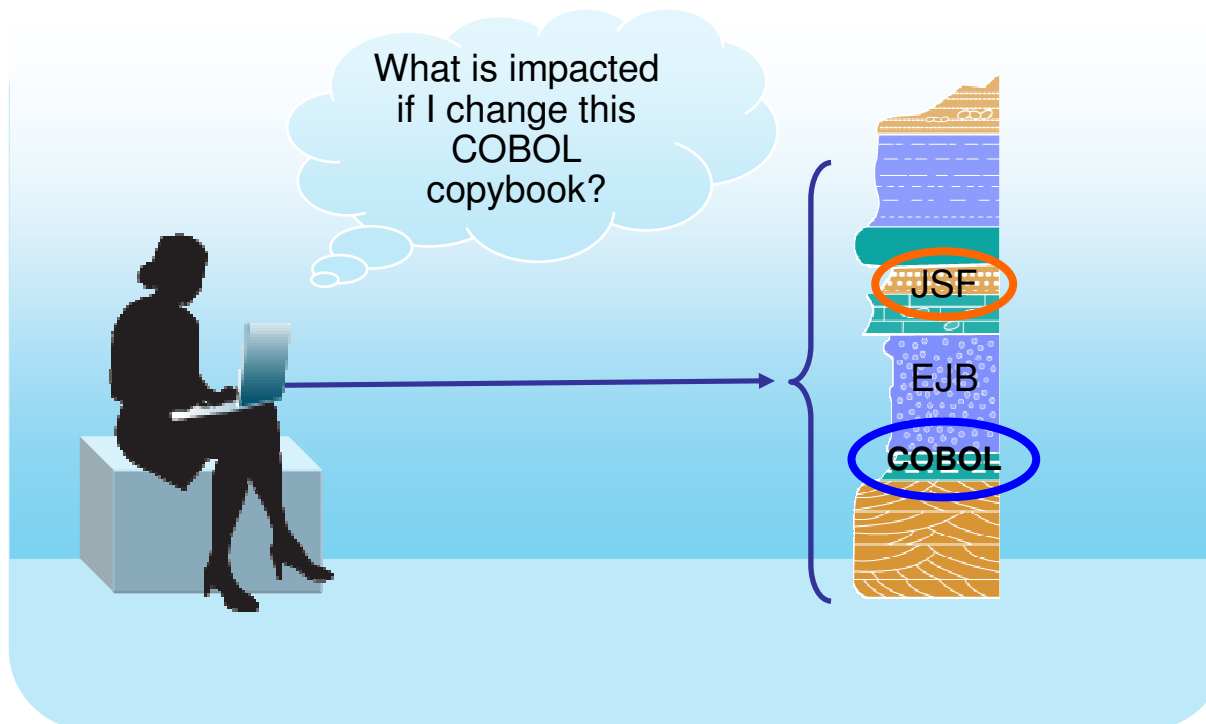 What is impacted
if I change this
COBOL
copybook?
JSF
EJB
COBOL